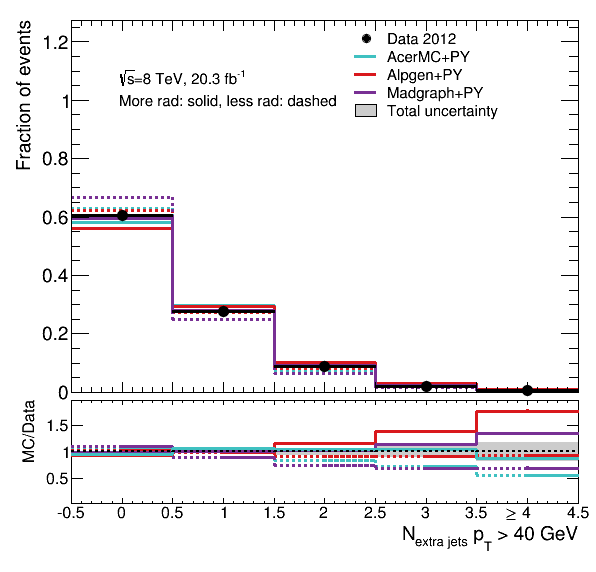 Fraction of events
1.2
1
0.8
0.6
0.4
0.2
0
√s=8 TeV, 20.3 fb⁻¹
More rad: solid, less rad: dashed
Data 2012
AcerMC+PY
Alpgen+PY
Madgraph+PY
Total uncertainty
MC/Data
1.5
1
0.5
-0.5 0 0.5 1 1.5 2 2.5 3 3.5 ≥ 4 4.5
N extra jets p_T > 40 GeV